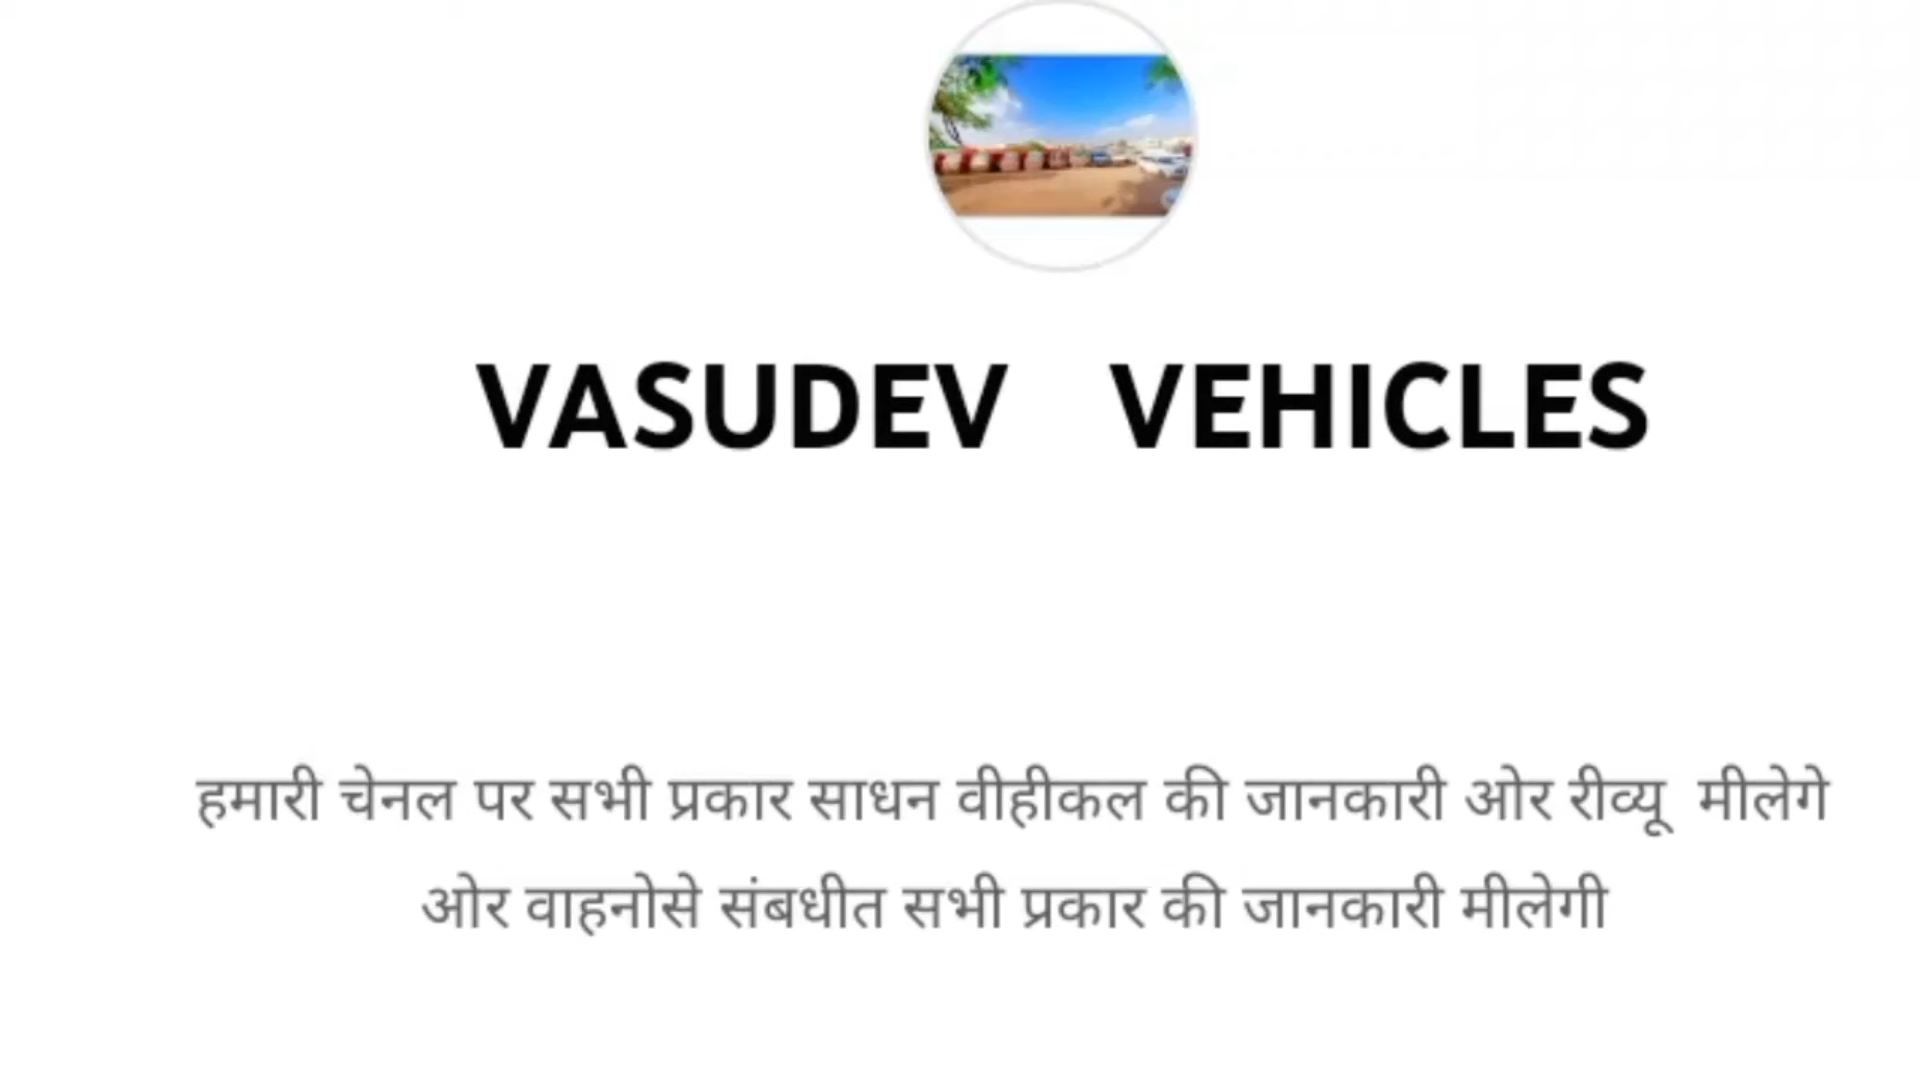 VASUDEV VEHICLES
हमारी चेनल पर सभी प्रकार साधन वीहीकल की जानकारी ओर रीव्यू मीलेगे
ओर वाहनोसे संबधीत सभी प्रकार की जानकारी मीलेगी